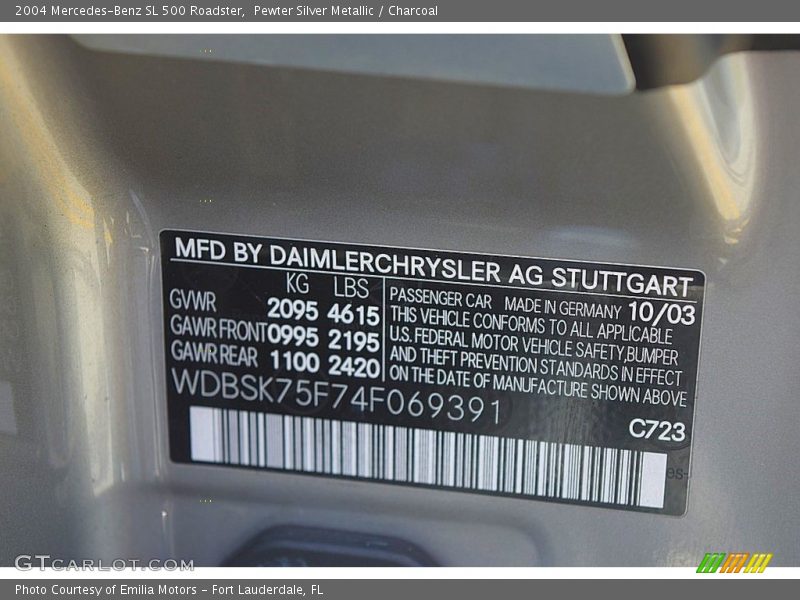 2004 Mercedes-Benz SL 500 Roadster,  Pewter Silver Metallic / Charcoal
MFD BY DAIMLERCHRYSLER AG STUTTGART
KG LBS
GVWR 2095 4615
GAWR FRONT 0995 2195
GAWR REAR 1100 2420
PASSENGER CAR MADE IN GERMANY 10/03
THIS VEHICLE CONFORMS TO ALL APPLICABLE
U.S. FEDERAL MOTOR VEHICLE SAFETY,BUMPER
AND THEFT PREVENTION STANDARDS IN EFFECT
ON THE DATE OF MANUFACTURE SHOWN ABOVE
WDBSK75F74F069391
C723
GTCARLOT.COM
Photo Courtesy of Emilia Motors - Fort Lauderdale, FL